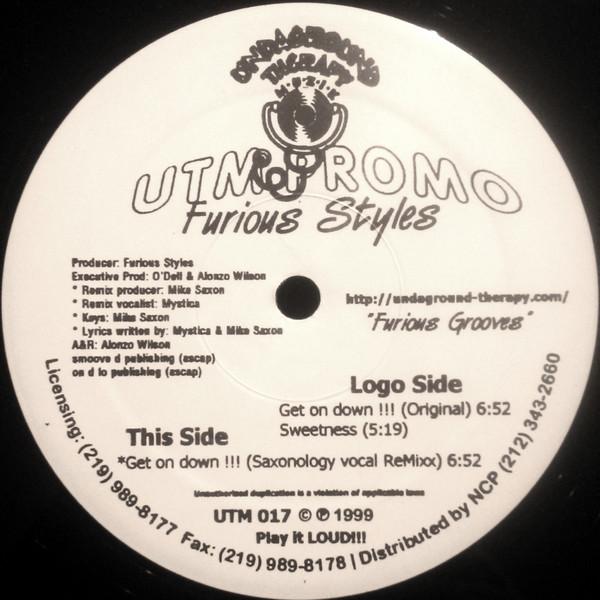 UNDAGROUND
THERAPY
MUZIK
UTM PROMO
Furious Styles
Producer: Furious Styles
Executive Prod: O'Dell & Alonzo Wilson
* Remix producer: Mike Saxon
* Remix vocalist: Mystica
* Keys: Mike Saxon
* Lyrics written by: Mystica & Mike Saxon
A&R: Alonzo Wilson
smoove d publishing (ascap)
on d lo publishing (ascap)
http://undaground-therapy.com/
"Furious Grooves"
Logo Side
Get on down !!! (Original) 6:52
Sweetness (5:19)
This Side
*Get on down !!! (Saxonology vocal ReMixx) 6:52
Unauthorized duplication is a violation of applicable laws
UTM 017 © ℗ 1999
Play it LOUD!!!
Licensing: (219) 989-8177 Fax: (219) 989-8178 | Distributed by NCP (212) 343-2660